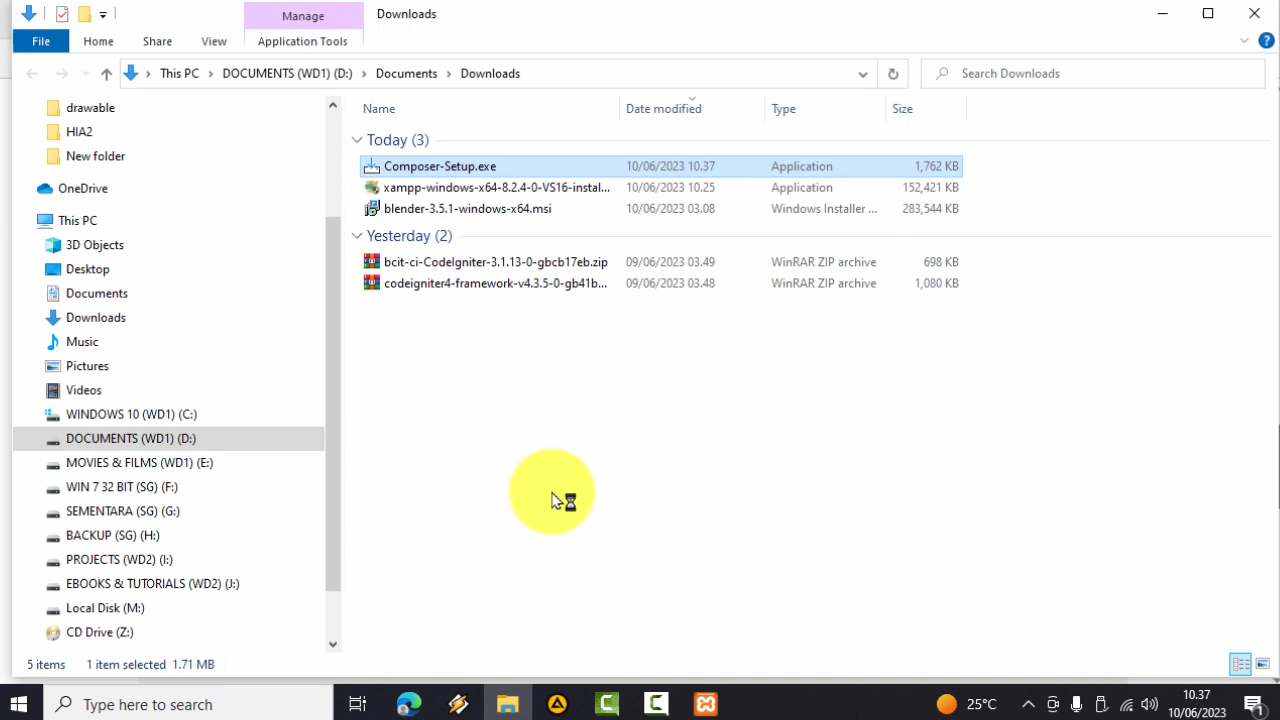 Manage
Downloads
File
Home
Share
View
Application Tools
This PC
DOCUMENTS (WD1) (D:)
Documents
Downloads
Search Downloads
drawable
HIA2
New folder
OneDrive
This PC
3D Objects
Desktop
Documents
Downloads
Music
Pictures
Videos
WINDOWS 10 (WD1) (C:)
DOCUMENTS (WD1) (D:)
MOVIES & FILMS (WD1) (E:)
WIN 7 32 BIT (SG) (F:)
SEMENTARA (SG) (G:)
BACKUP (SG) (H:)
PROJECTS (WD2) (I:)
EBOOKS & TUTORIALS (WD2) (J:)
Local Disk (M:)
CD Drive (Z:)
Name Date modified Type Size
Today (3)
Composer-Setup.exe 10/06/2023 10.37 Application 1,762 KB
xampp-windows-x64-8.2.4-0-VS16-instal... 10/06/2023 10.25 Application 152,421 KB
blender-3.5.1-windows-x64.msi 10/06/2023 03.08 Windows Installer ... 283,544 KB
Yesterday (2)
bcit-ci-CodeIgniter-3.1.13-0-gbcb17eb.zip 09/06/2023 03.49 WinRAR ZIP archive 698 KB
codeigniter4-framework-v4.3.5-0-gb41b... 09/06/2023 03.48 WinRAR ZIP archive 1,080 KB
5 items 1 item selected 1.71 MB
Type here to search
25°C
10.37
10/06/2023
1